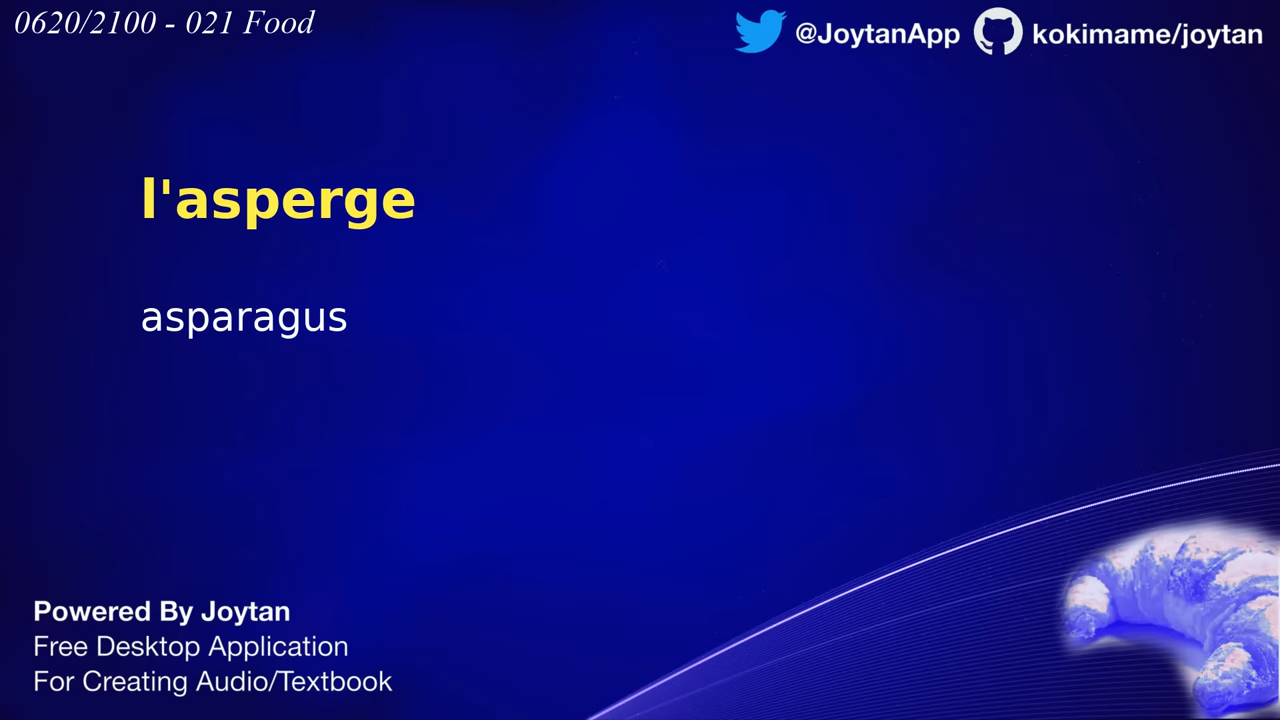 0620/2100 - 021 Food
@JoytanApp
kokimame/joytan
l'asperge
asparagus
Powered By Joytan
Free Desktop Application
For Creating Audio/Textbook